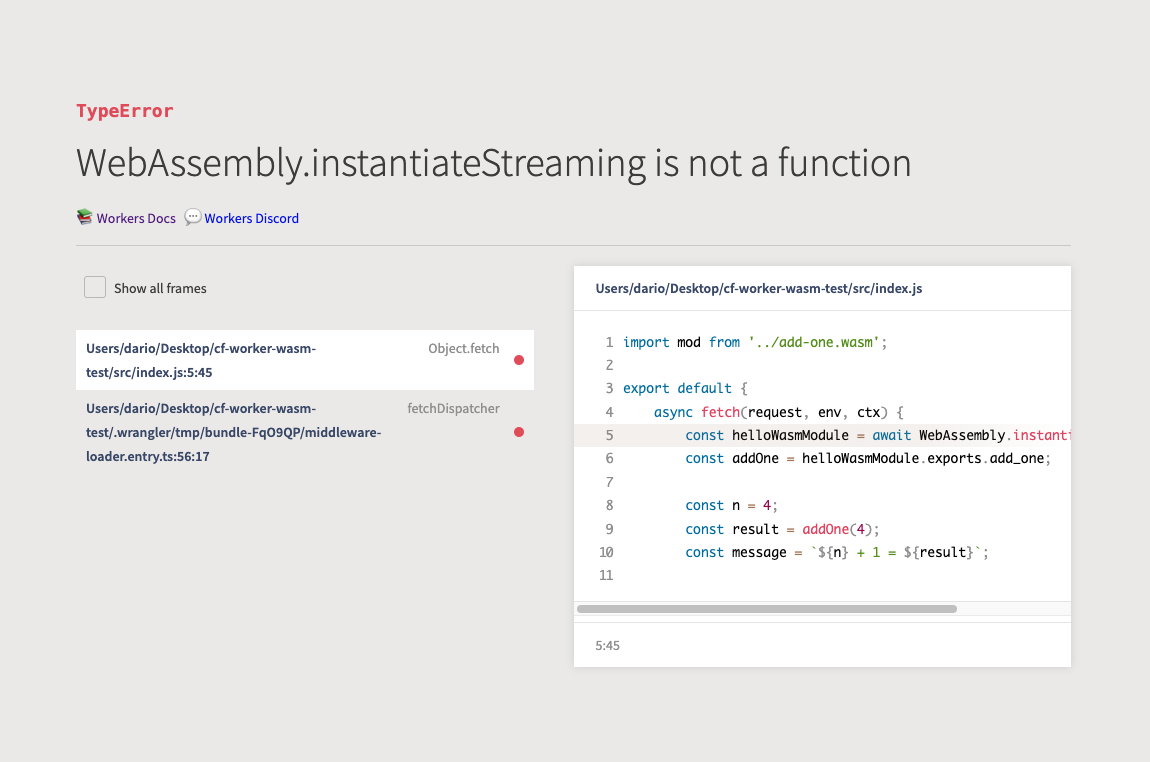 TypeError
WebAssembly.instantiateStreaming is not a function
📚 Workers Docs 💬 Workers Discord
Show all frames
Users/dario/Desktop/cf-worker-wasm- Object.fetch
test/src/index.js:5:45
Users/dario/Desktop/cf-worker-wasm- fetchDispatcher
test/.wrangler/tmp/bundle-FqO9QP/middleware-
loader.entry.ts:56:17
Users/dario/Desktop/cf-worker-wasm-test/src/index.js
1 import mod from '../add-one.wasm';
2
3 export default {
4     async fetch(request, env, ctx) {
5         const helloWasmModule = await WebAssembly.instanti
6         const addOne = helloWasmModule.exports.add_one;
7
8         const n = 4;
9         const result = addOne(4);
10         const message = `${n} + 1 = ${result}`;
11
5:45